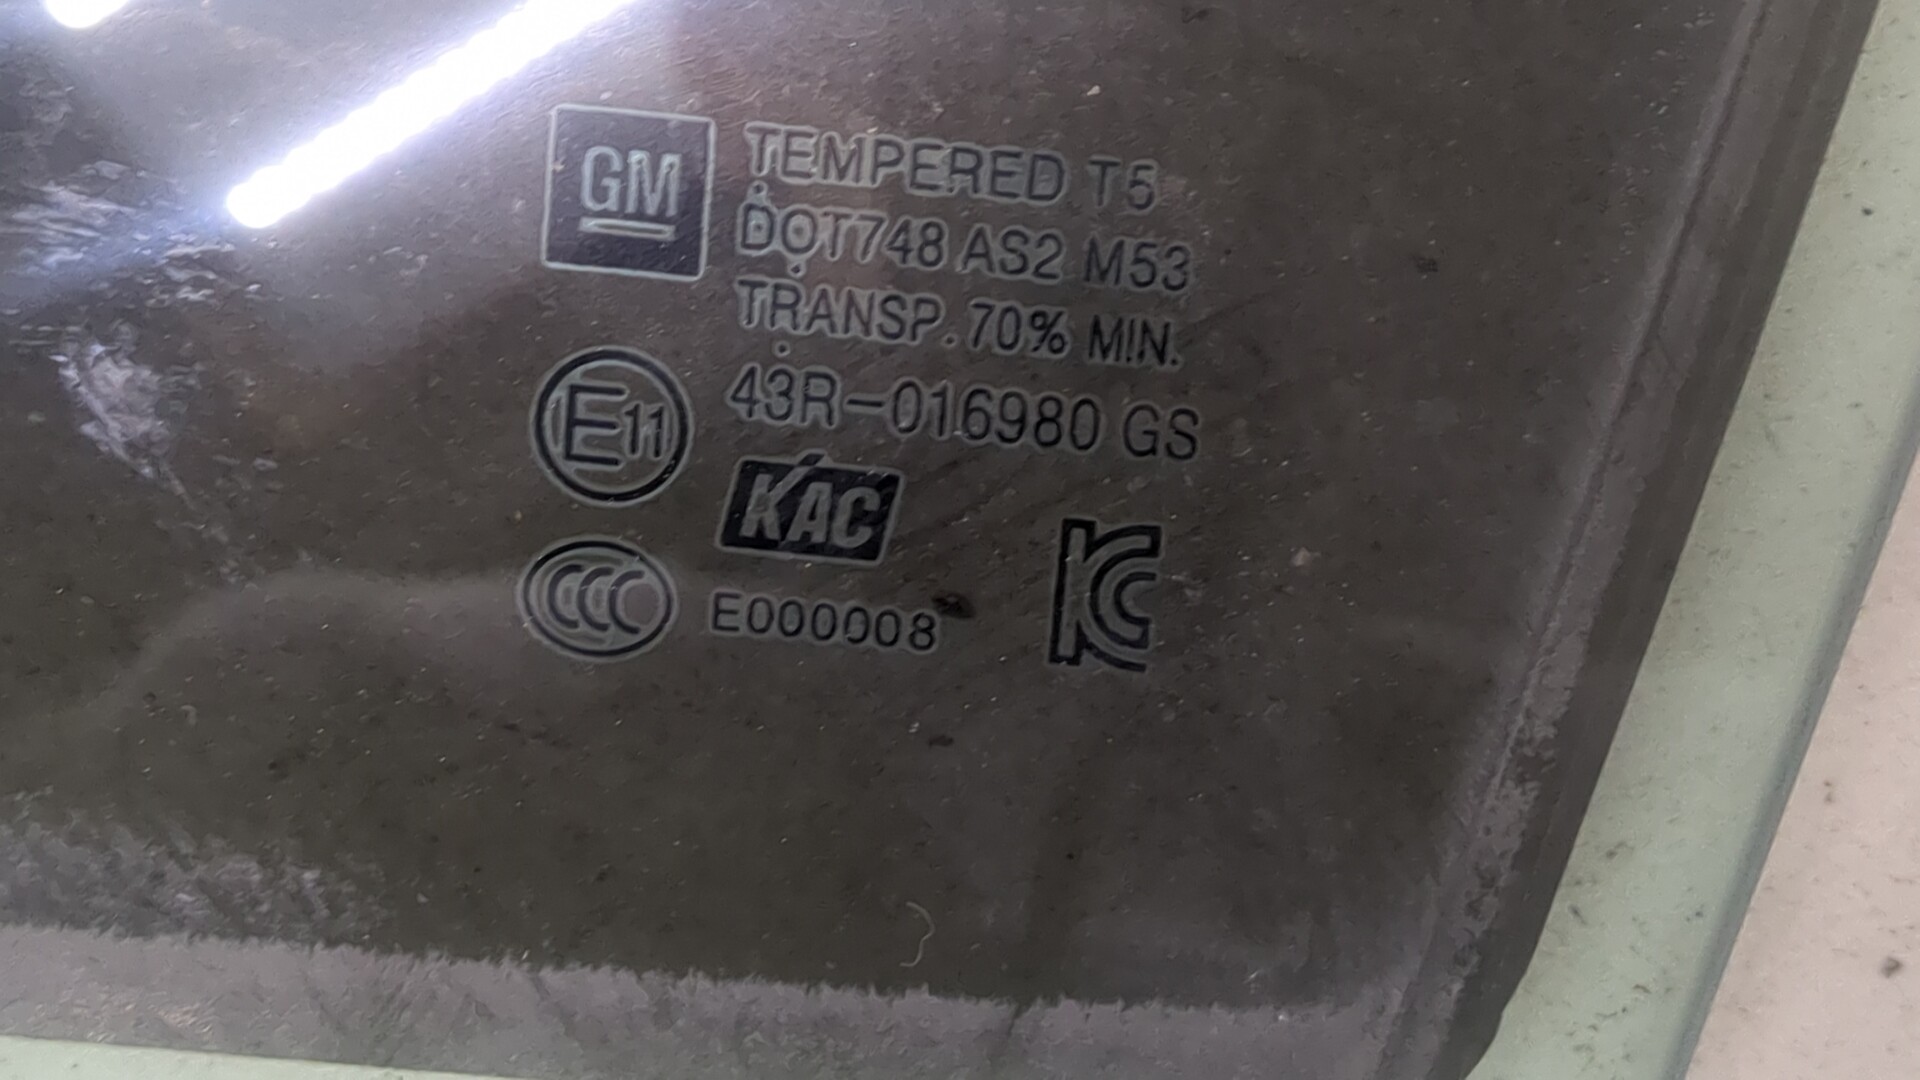 GM
TEMPERED T5
DOT748 AS2 M53
TRANSP. 70% MIN.
E11
43R-016980 GS
KAC
CCC
E000008
KC